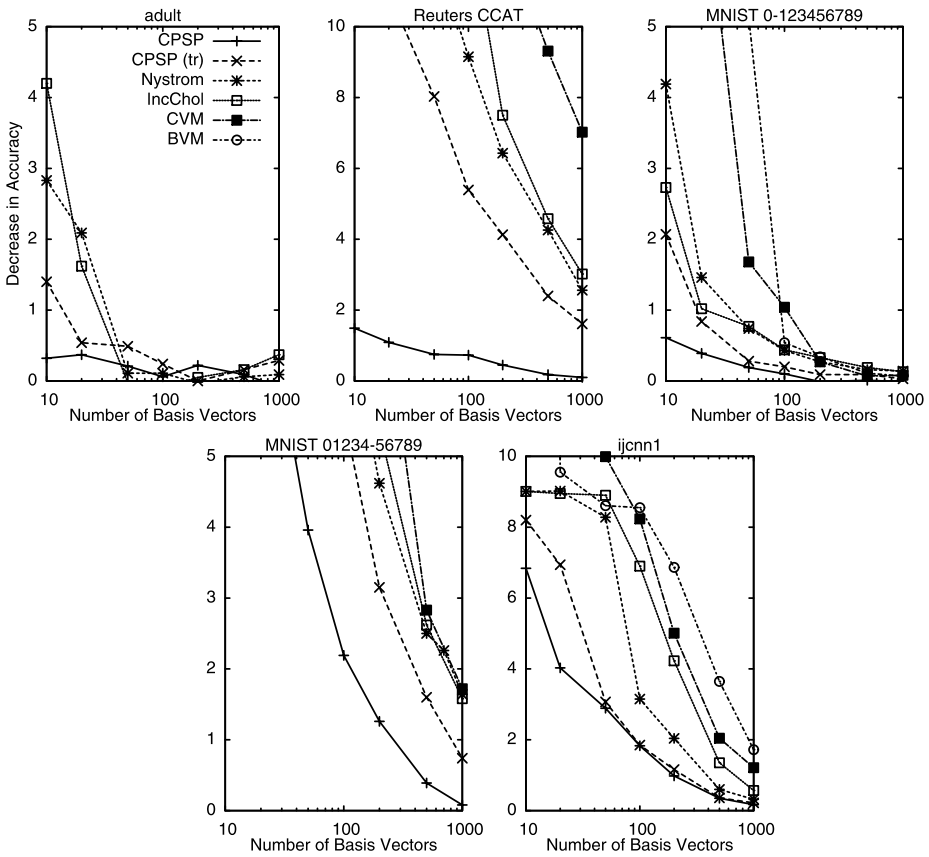 adult
Reuters CCAT
MNIST 0-123456789
5
4
3
2
1
0
Decrease in Accuracy
CPSP
CPSP (tr)
Nystrom
IncChol
CVM
BVM
10
100
1000
Number of Basis Vectors
10
8
6
4
2
0
10
100
1000
Number of Basis Vectors
5
4
3
2
1
0
10
100
1000
Number of Basis Vectors
MNIST 01234-56789
ijcnn1
5
4
3
2
1
0
10
100
1000
Number of Basis Vectors
10
8
6
4
2
0
10
100
1000
Number of Basis Vectors